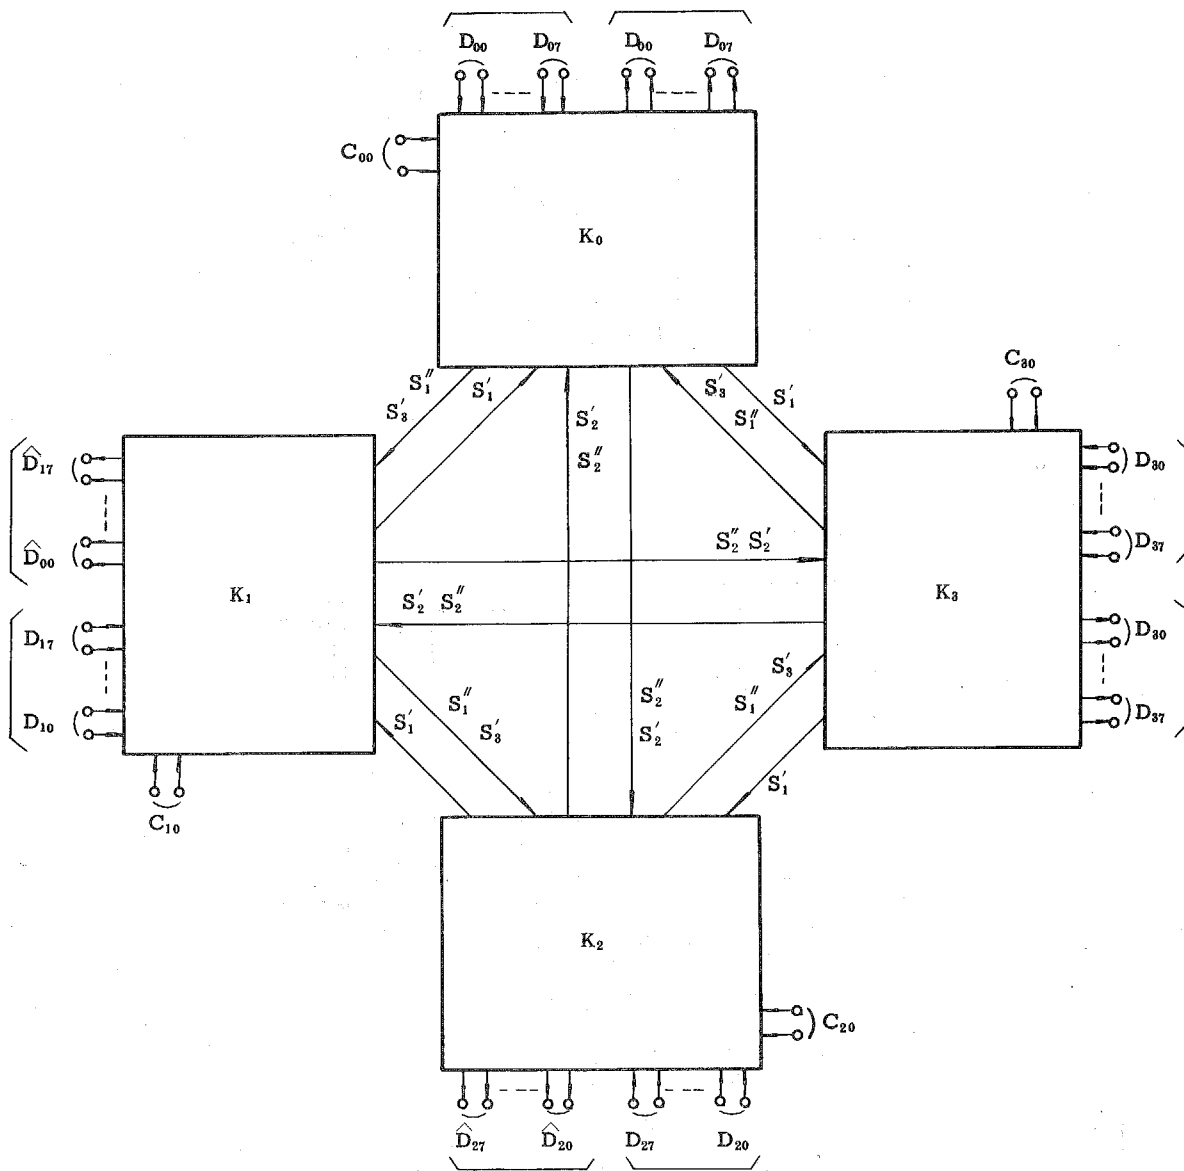 D₀₀ D₀₇ D₀₀ D₀₇
C₀₀
K₀
C₃₀
S₁″ S₁′ S₃′ S₁′
S₃′ S₂′ S₁″
S₂″
D̂₁₇ D₃₀
D̂₀₀ S₂″ S₂′ D₃₇
K₁ K₃
S₂′ S₂″
D₁₇ D₃₀
S₁″ S₂″ S₁″ S₃′
D₁₀ S₁′ S₃′ S₂′ D₃₇
S₁′
C₁₀
K₂
C₂₀
D̂₂₇ D̂₂₀ D₂₇ D₂₀